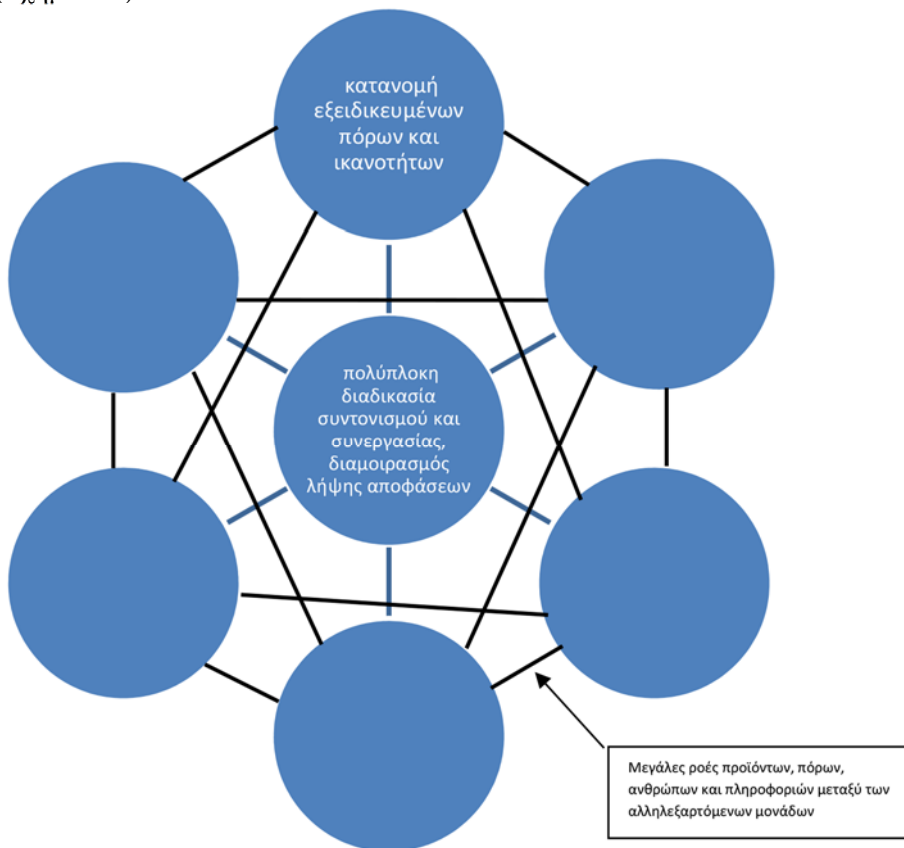 κατανομή
εξειδικευμένων
πόρων και
ικανοτήτων
πολύπλοκη
διαδικασία
συντονισμού και
συνεργασίας,
διαμοιρασμός
λήψης αποφάσεων
Μεγάλες ροές προϊόντων, πόρων,
ανθρώπων και πληροφοριών μεταξύ των
αλληλεξαρτόμενων μονάδων